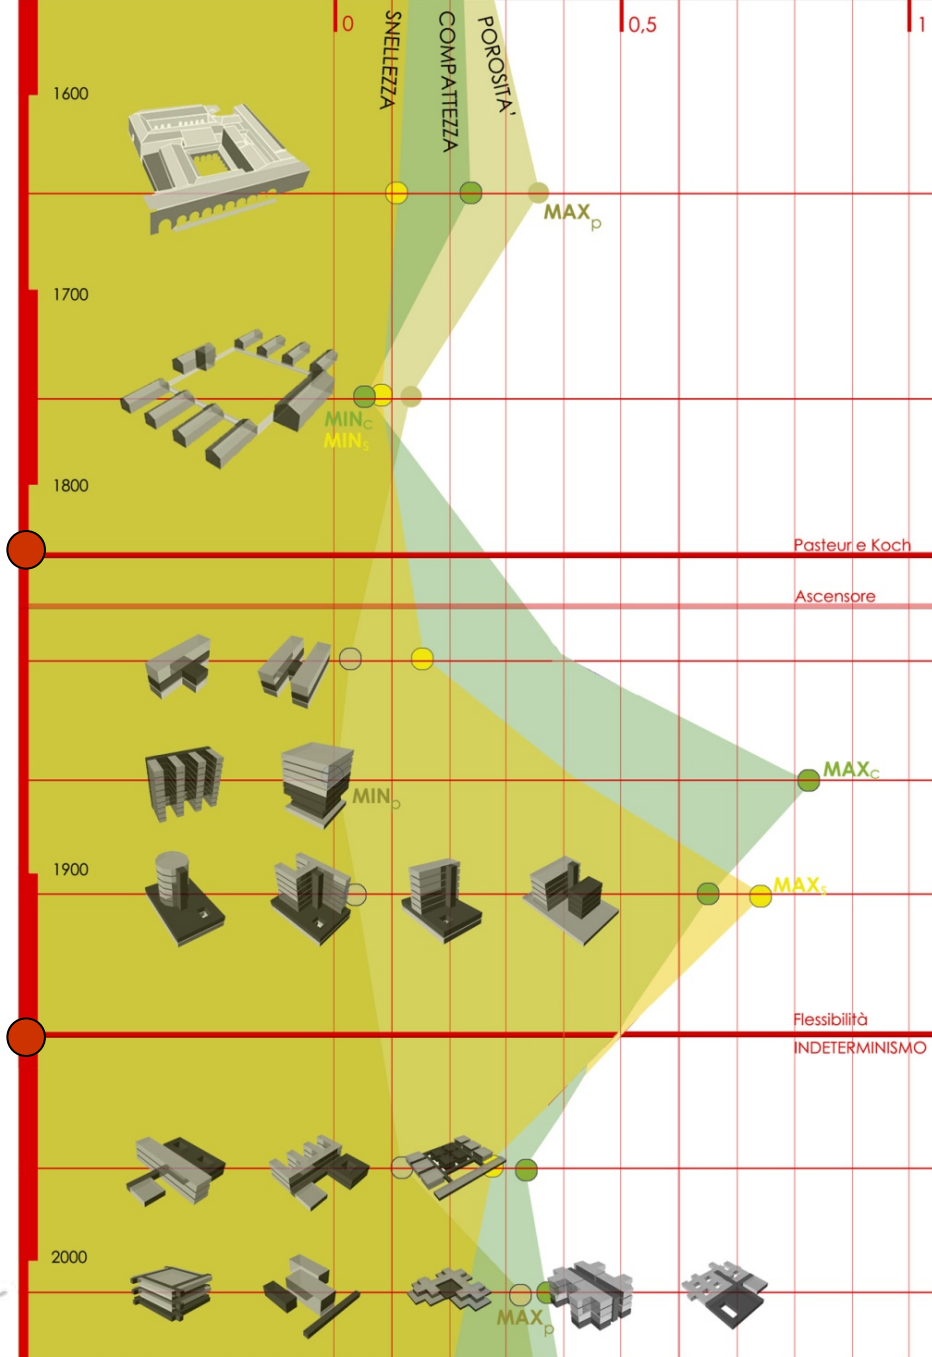 0
0,5
1
SNELLEZZA
COMPATTEZZA
POROSITA'
1600
MAXp
1700
MINc
MINs
1800
Pasteur e Koch
Ascensore
MAXc
MINp
1900
MAXs
Flessibilità
INDETERMINISMO
2000
MAXp